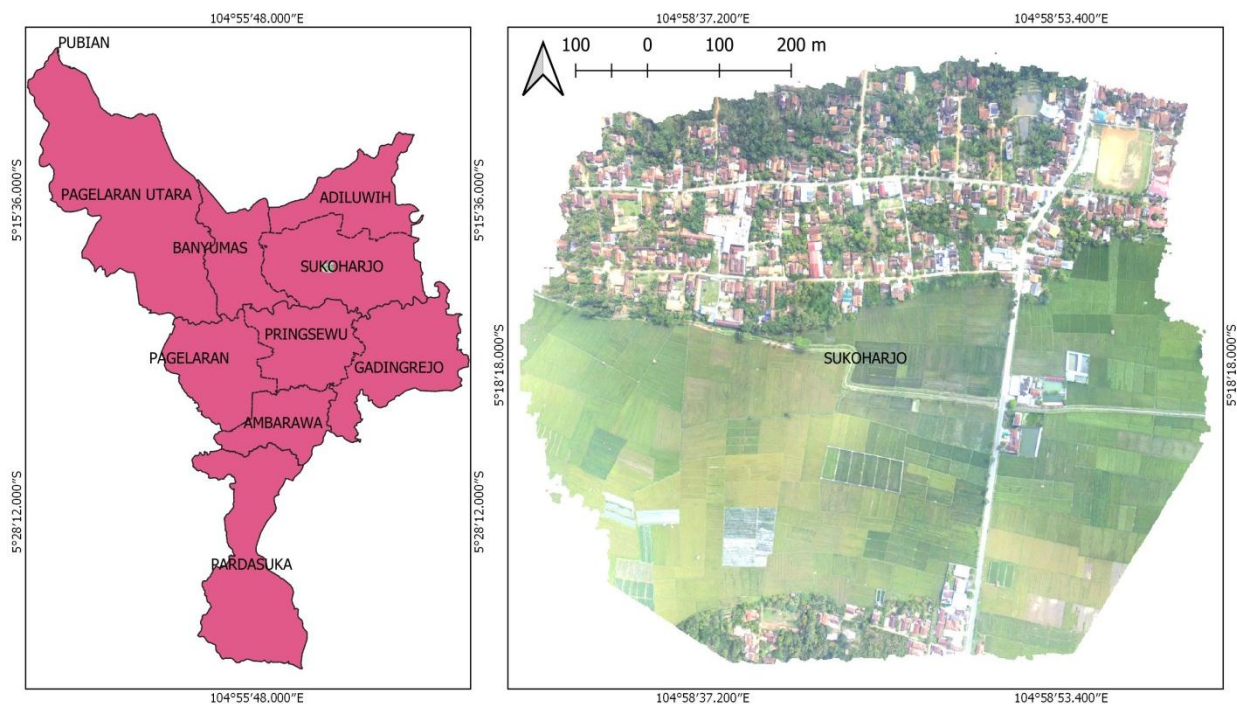 104°55′48.000″E
PUBIAN
PAGELARAN UTARA
ADILUWIH
BANYUMAS
SUKOHARJO
PRINGSEWU
PAGELARAN
GADINGREJO
AMBARAWA
PARDASUKA
5°15′36.000″S
5°28′12.000″S
5°15′36.000″S
5°28′12.000″S
104°55′48.000″E
104°58′37.200″E
104°58′53.400″E
100 0 100 200 m
SUKOHARJO
5°18′18.000″S
5°18′18.000″S
104°58′37.200″E
104°58′53.400″E